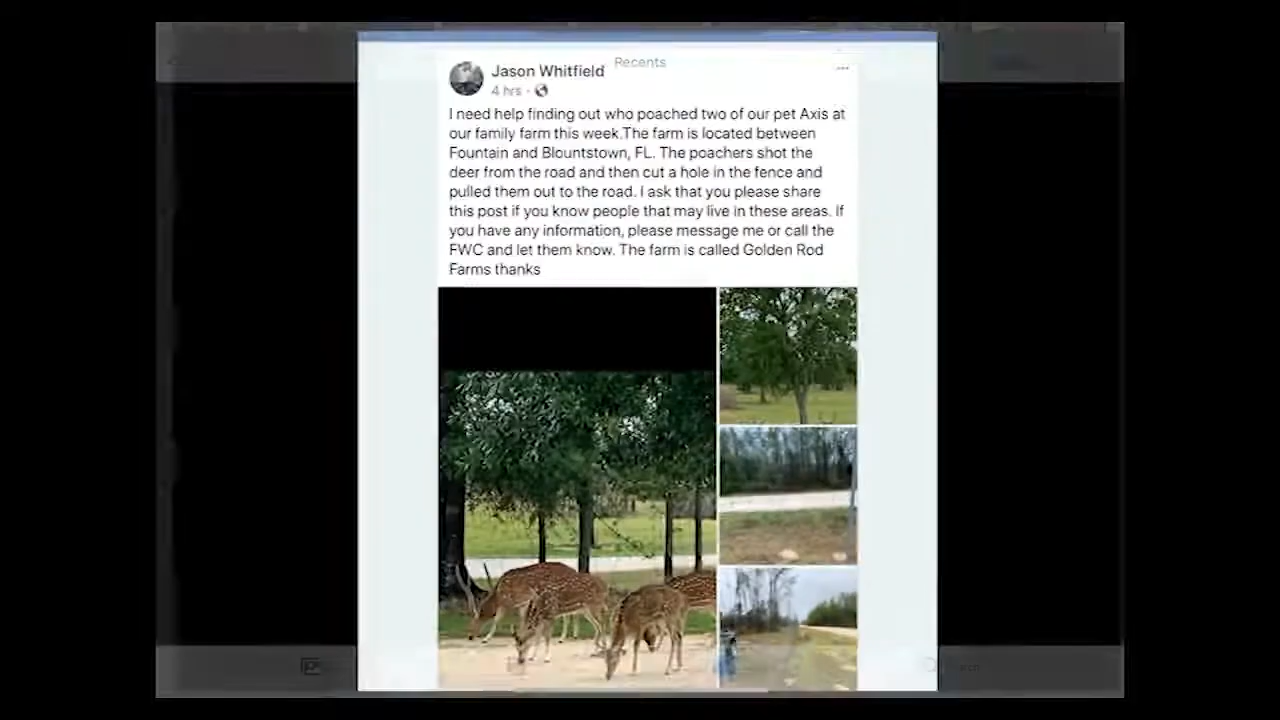 Recents
Jason Whitfield
4 hrs
I need help finding out who poached two of our pet Axis at
our family farm this week.The farm is located between
Fountain and Blountstown, FL. The poachers shot the
deer from the road and then cut a hole in the fence and
pulled them out to the road. I ask that you please share
this post if you know people that may live in these areas. If
you have any information, please message me or call the
FWC and let them know. The farm is called Golden Rod
Farms thanks